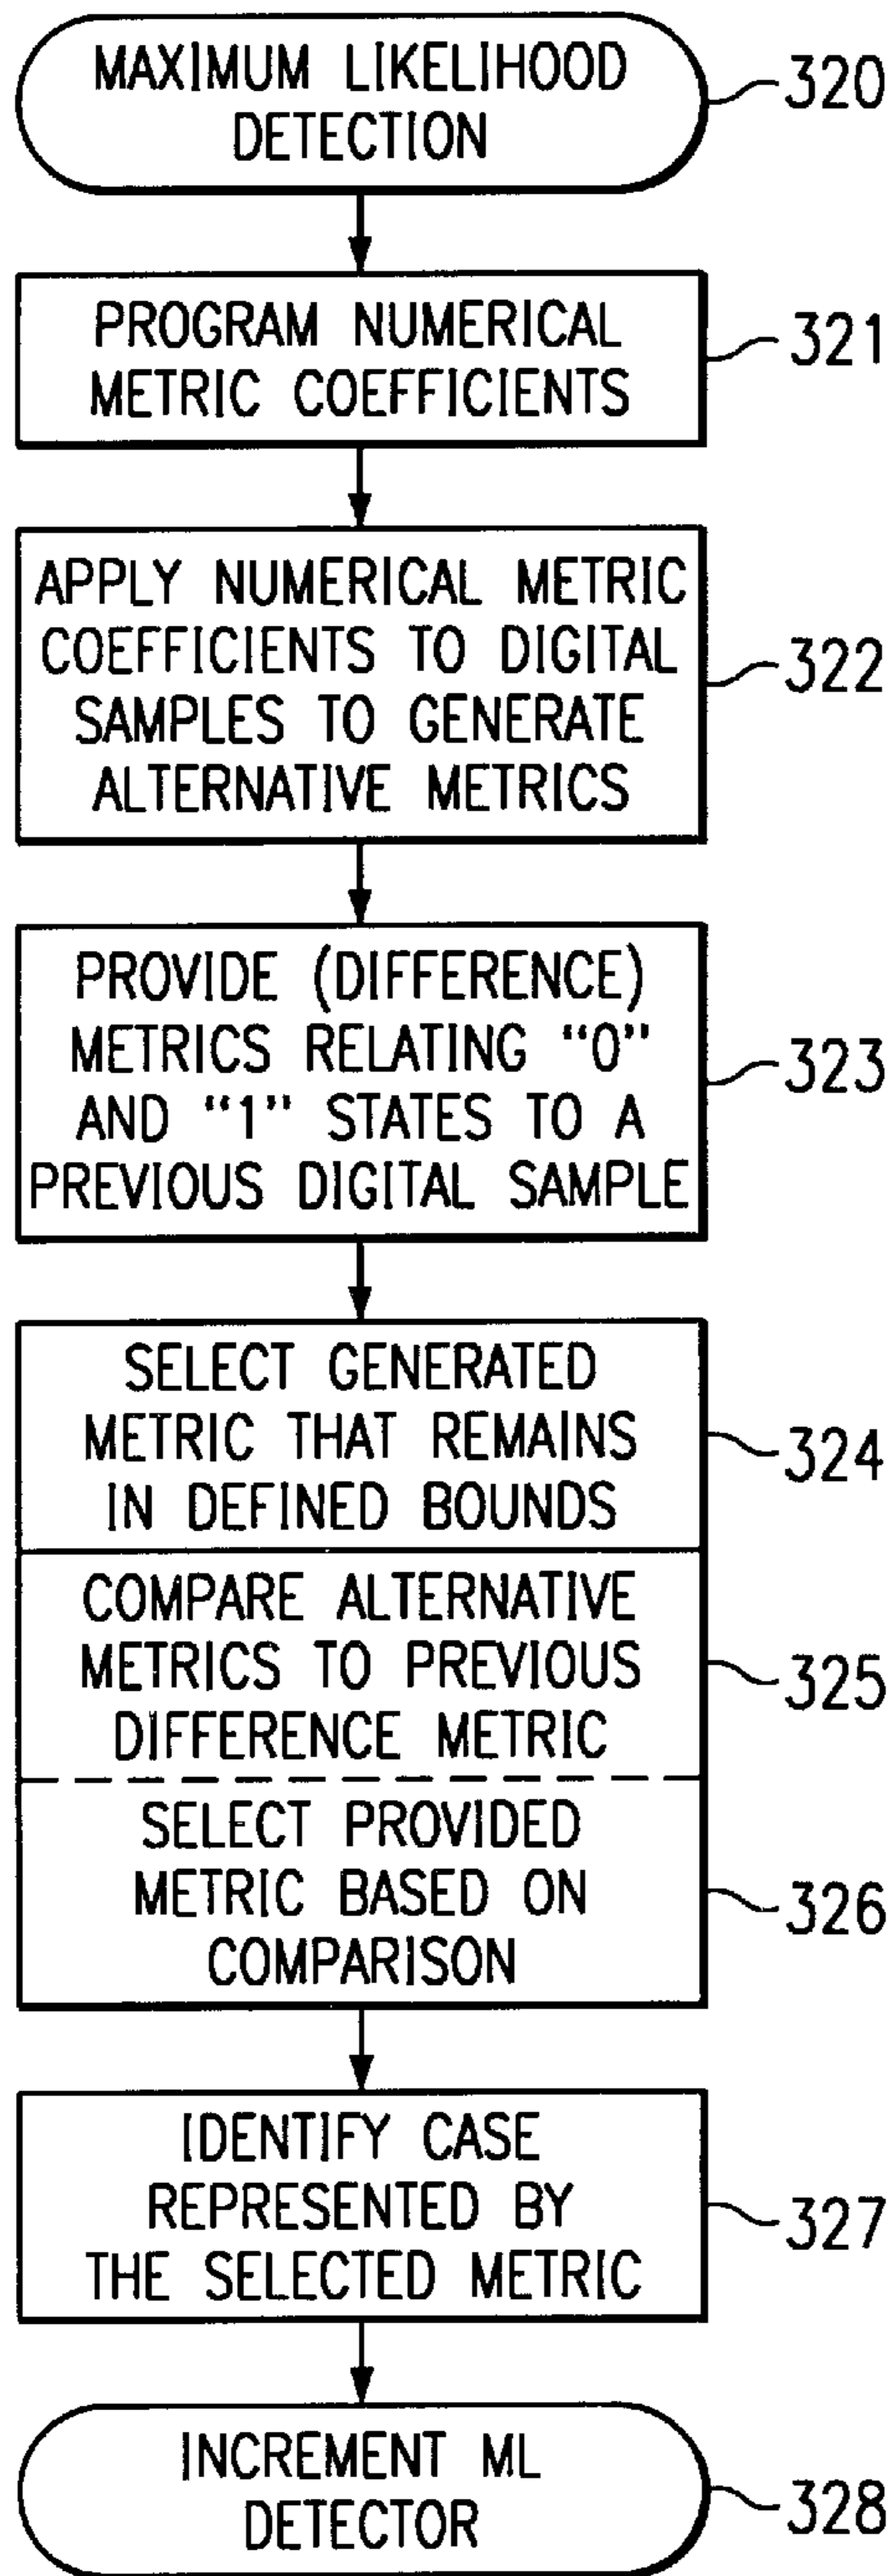 MAXIMUM LIKELIHOOD
DETECTION
320
PROGRAM NUMERICAL
METRIC COEFFICIENTS
321
APPLY NUMERICAL METRIC
COEFFICIENTS TO DIGITAL
SAMPLES TO GENERATE
ALTERNATIVE METRICS
322
PROVIDE (DIFFERENCE)
METRICS RELATING “0”
AND “1” STATES TO A
PREVIOUS DIGITAL SAMPLE
323
SELECT GENERATED
METRIC THAT REMAINS
IN DEFINED BOUNDS
324
COMPARE ALTERNATIVE
METRICS TO PREVIOUS
DIFFERENCE METRIC
325
SELECT PROVIDED
METRIC BASED ON
COMPARISON
326
IDENTIFY CASE
REPRESENTED BY
THE SELECTED METRIC
327
INCREMENT ML
DETECTOR
328